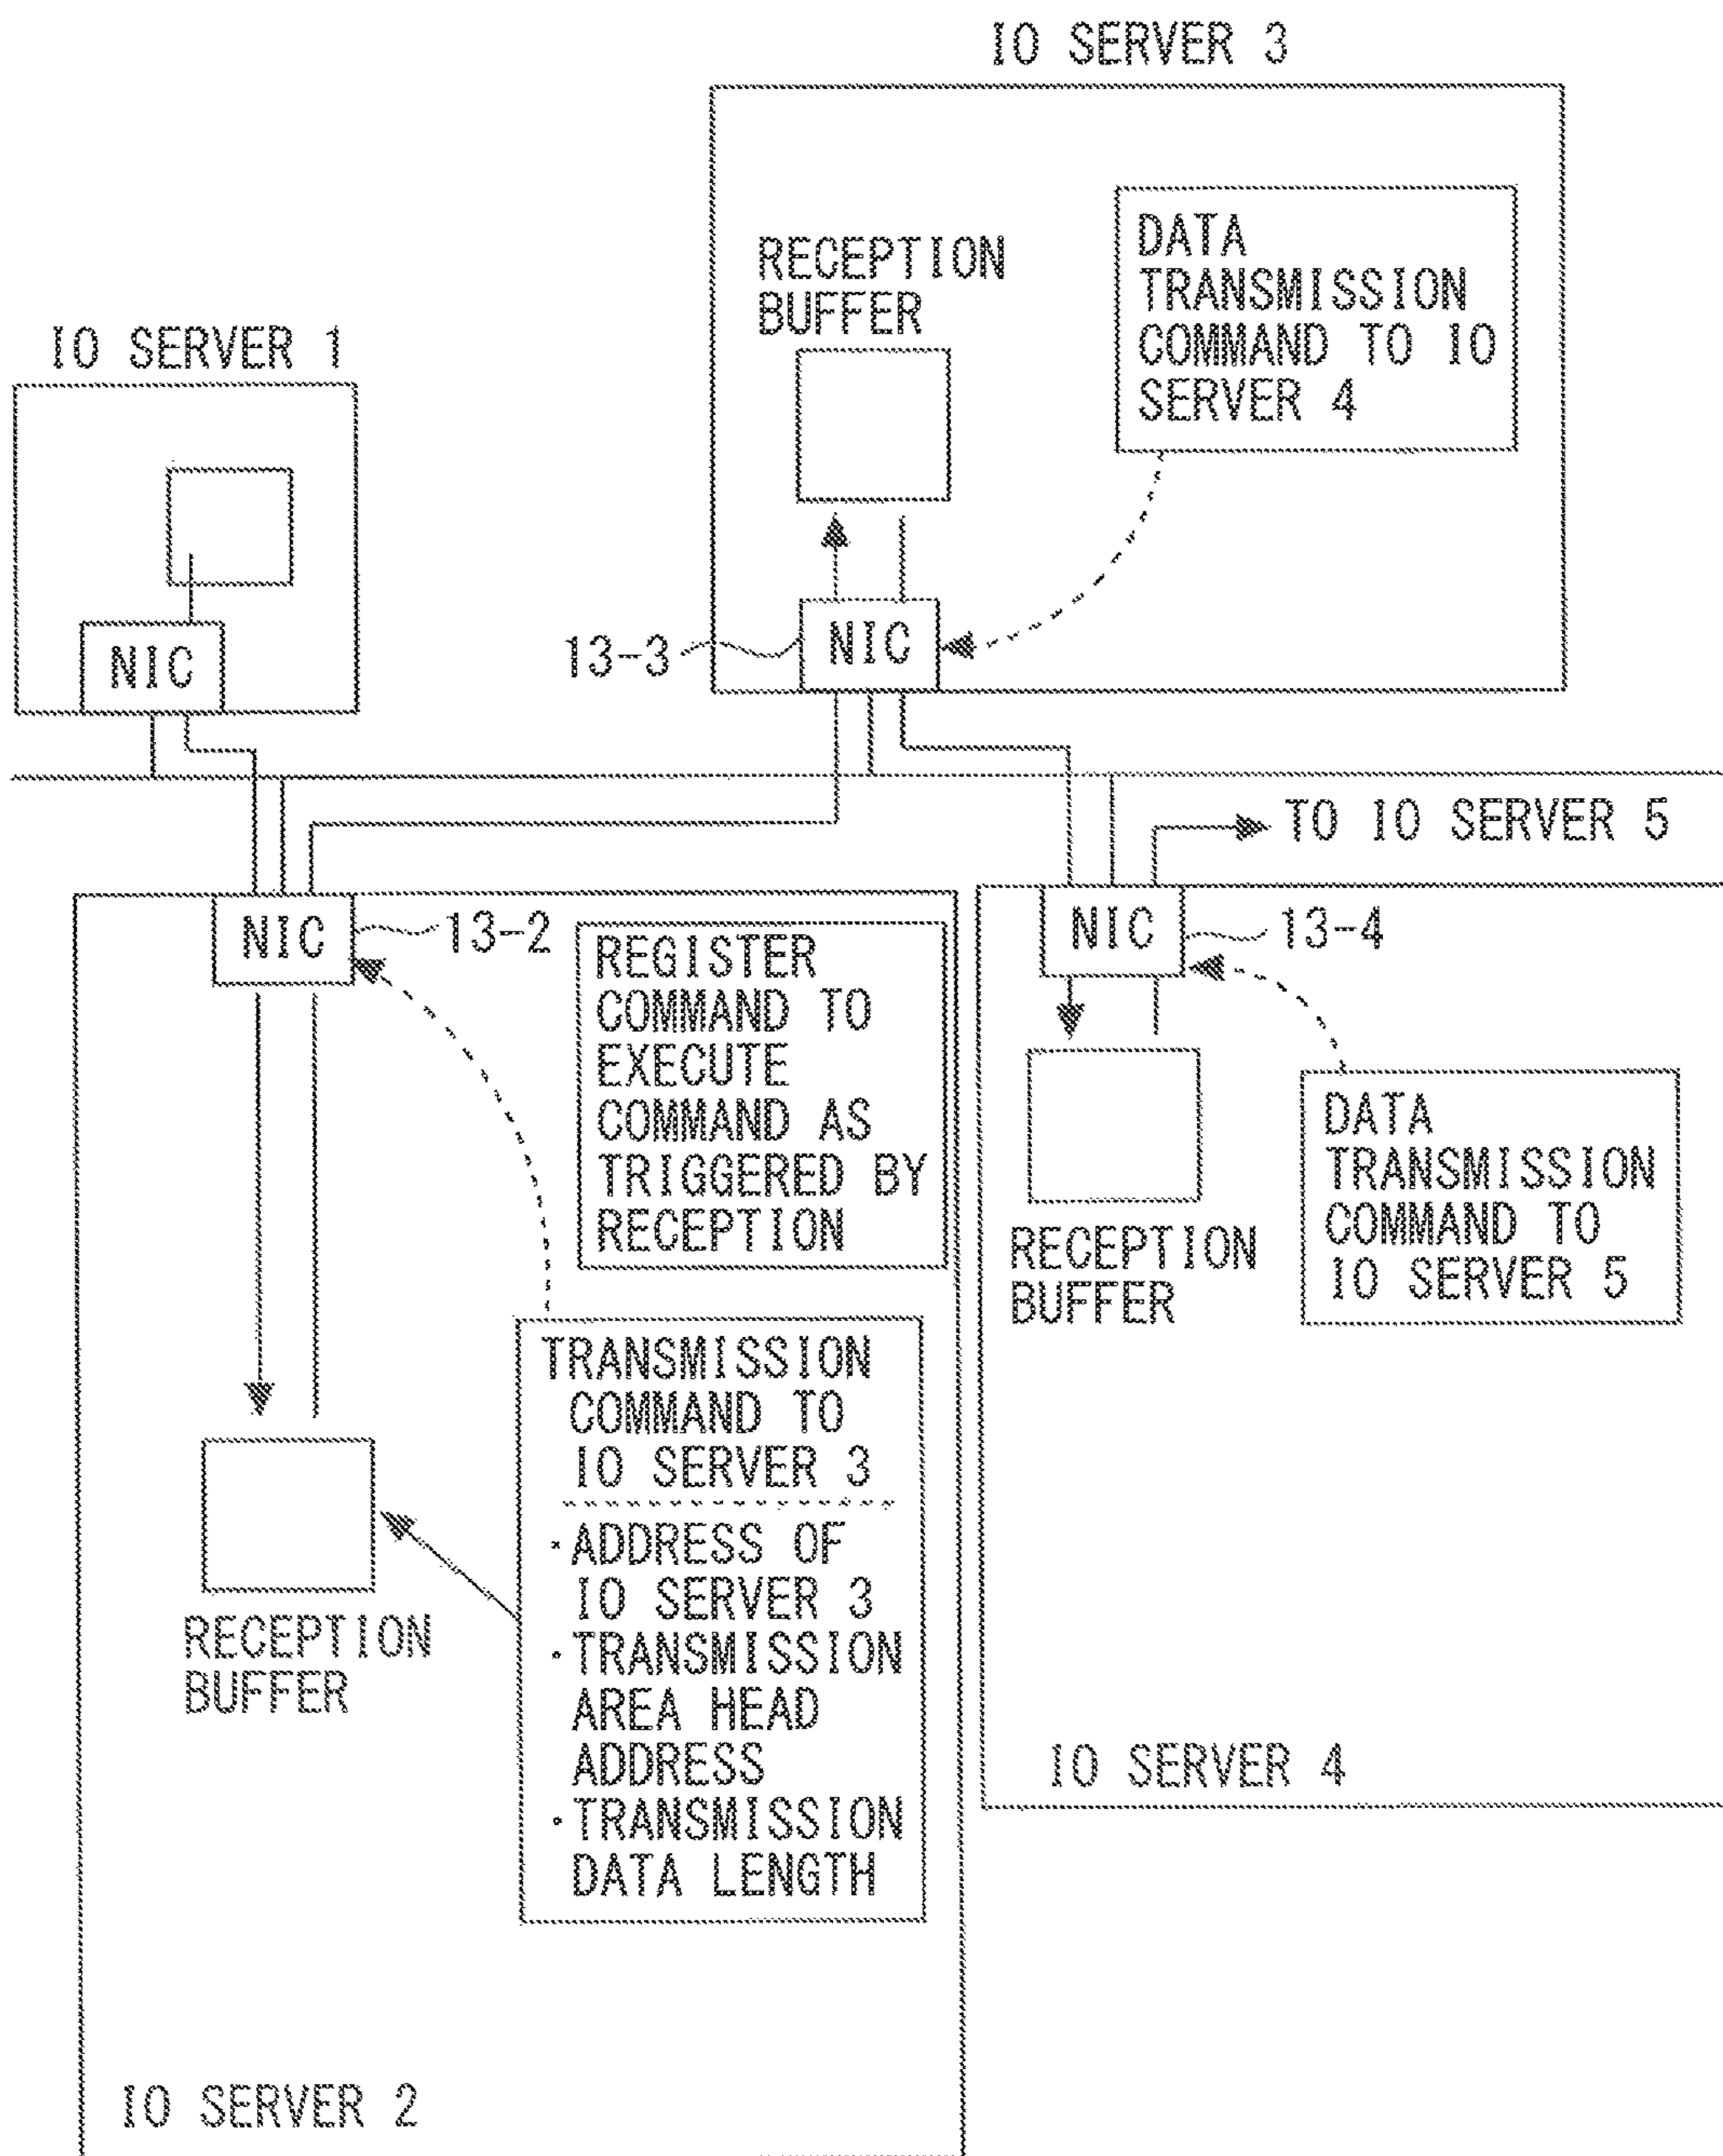 IO SERVER 3
RECEPTION
BUFFER
DATA
TRANSMISSION
COMMAND TO IO
SERVER 4
IO SERVER 1
NIC
13-3
NIC
TO IO SERVER 5
NIC
13-2
REGISTER
COMMAND TO
EXECUTE
COMMAND AS
TRIGGERED BY
RECEPTION
NIC
13-4
RECEPTION
BUFFER
DATA
TRANSMISSION
COMMAND TO
IO SERVER 5
TRANSMISSION
COMMAND TO
IO SERVER 3
・ADDRESS OF
IO SERVER 3
・TRANSMISSION
AREA HEAD
ADDRESS
・TRANSMISSION
DATA LENGTH
RECEPTION
BUFFER
IO SERVER 4
IO SERVER 2